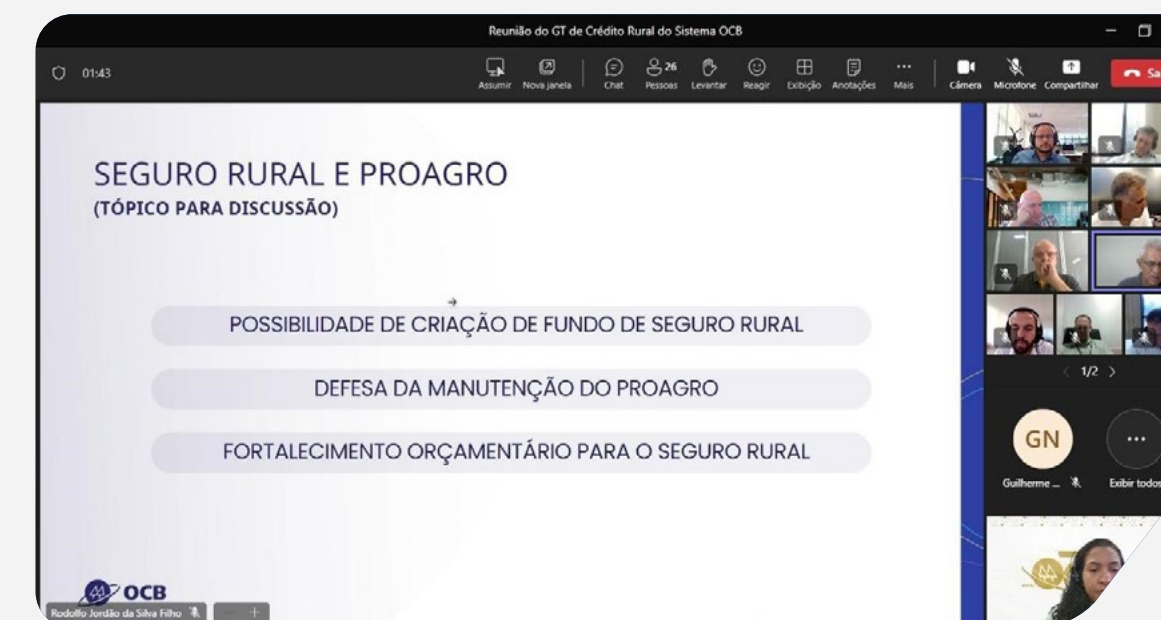 Reunião do GT de Crédito Rural do Sistema OCB
01:43
26
Assumir Nova janela Chat Pessoas Levantar Reagir Exibição Anotações Mais Câmera Microfone Compartilhar Sa
SEGURO RURAL E PROAGRO
(TÓPICO PARA DISCUSSÃO)
POSSIBILIDADE DE CRIAÇÃO DE FUNDO DE SEGURO RURAL
DEFESA DA MANUTENÇÃO DO PROAGRO
FORTALECIMENTO ORÇAMENTÁRIO PARA O SEGURO RURAL
1/2
GN
Guilherme ...
Exibir todos
OCB
Rodolfo Jordão da Silva Filho